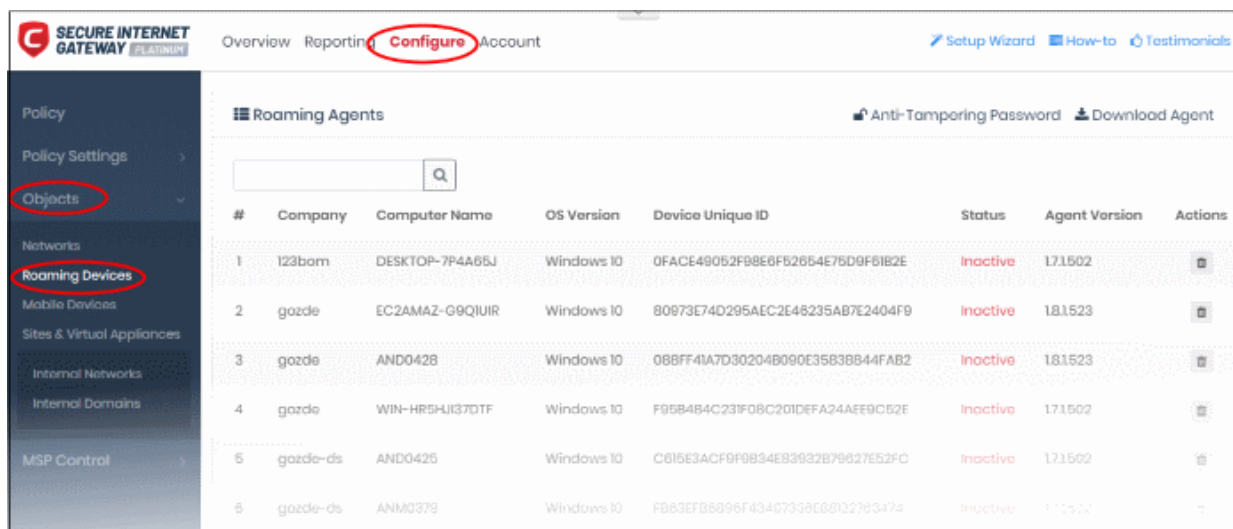 SECURE INTERNET
GATEWAY PLATINUM
Overview Reporting Configure Account
Setup Wizard How-to Testimonials
Policy
Policy Settings
Objects
Networks
Roaming Devices
Mobile Devices
Sites & Virtual Appliances
Internal Networks
Internal Domains
MSP Control
Roaming Agents
Anti-Tampering Password Download Agent
# Company Computer Name OS Version Device Unique ID Status Agent Version Actions
1 123bom DESKTOP-7P4A65J Windows 10 0FACE49052F98E6F52654E75D9F61B2E Inactive 1.7.1.502
2 gozde EC2AMAZ-G9Q1UIR Windows 10 80973E74D295AEC2E46235AB7E2404F9 Inactive 1.8.1.523
3 gozde AND0428 Windows 10 0BBFF41A7D30204B090E35B3BB44FAB2 Inactive 1.8.1.523
4 gozde WIN-HR5HJI37DTF Windows 10 F95B4B4C231F08C201DEFA24AEE9C52E Inactive 1.7.1.502
5 gozde-ds AND0425 Windows 10 C615E3ACF9F9B34E83932B79627E52FC Inactive 1.7.1.502
6 gozde-ds ANM0379 Windows 10 Inactive